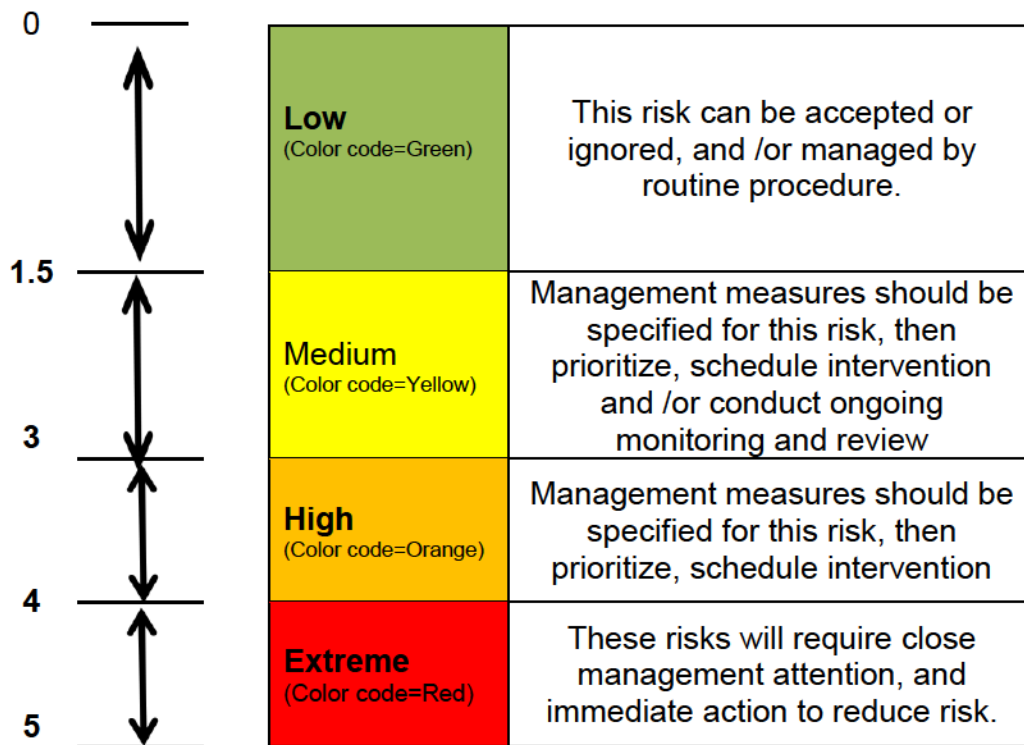 0
Low
(Color code=Green)
This risk can be accepted or
ignored, and /or managed by
routine procedure.
1.5
Medium
(Color code=Yellow)
Management measures should be
specified for this risk, then
prioritize, schedule intervention
and /or conduct ongoing
monitoring and review
3
High
(Color code=Orange)
Management measures should be
specified for this risk, then
prioritize, schedule intervention
4
Extreme
(Color code=Red)
These risks will require close
management attention, and
immediate action to reduce risk.
5